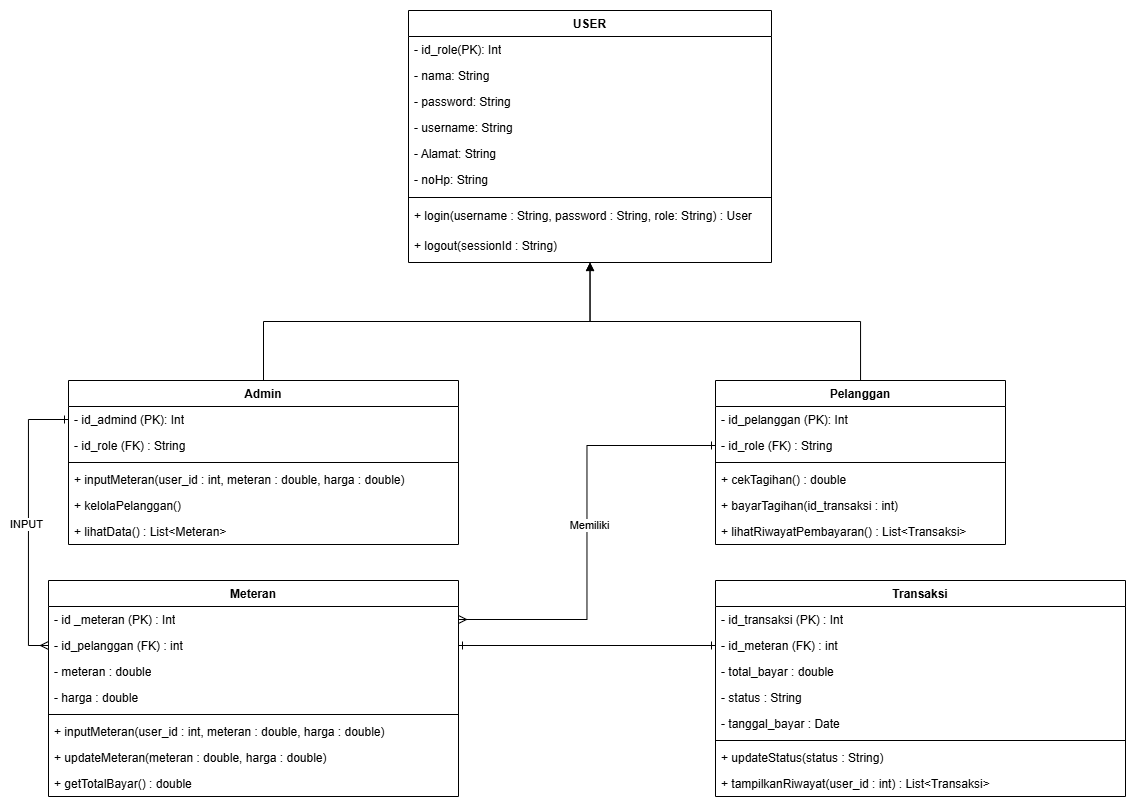 USER
- id_role(PK): Int
- nama: String
- password: String
- username: String
- Alamat: String
- noHp: String
+ login(username : String, password : String, role: String) : User
+ logout(sessionId : String)
Admin
- id_admind (PK): Int
- id_role (FK) : String
+ inputMeteran(user_id : int, meteran : double, harga : double)
+ kelolaPelanggan()
+ lihatData() : List<Meteran>
Pelanggan
- id_pelanggan (PK): Int
- id_role (FK) : String
+ cekTagihan() : double
+ bayarTagihan(id_transaksi : int)
+ lihatRiwayatPembayaran() : List<Transaksi>
INPUT
Memiliki
Meteran
- id _meteran (PK) : Int
- id_pelanggan (FK) : int
- meteran : double
- harga : double
+ inputMeteran(user_id : int, meteran : double, harga : double)
+ updateMeteran(meteran : double, harga : double)
+ getTotalBayar() : double
Transaksi
- id_transaksi (PK) : Int
- id_meteran (FK) : int
- total_bayar : double
- status : String
- tanggal_bayar : Date
+ updateStatus(status : String)
+ tampilkanRiwayat(user_id : int) : List<Transaksi>